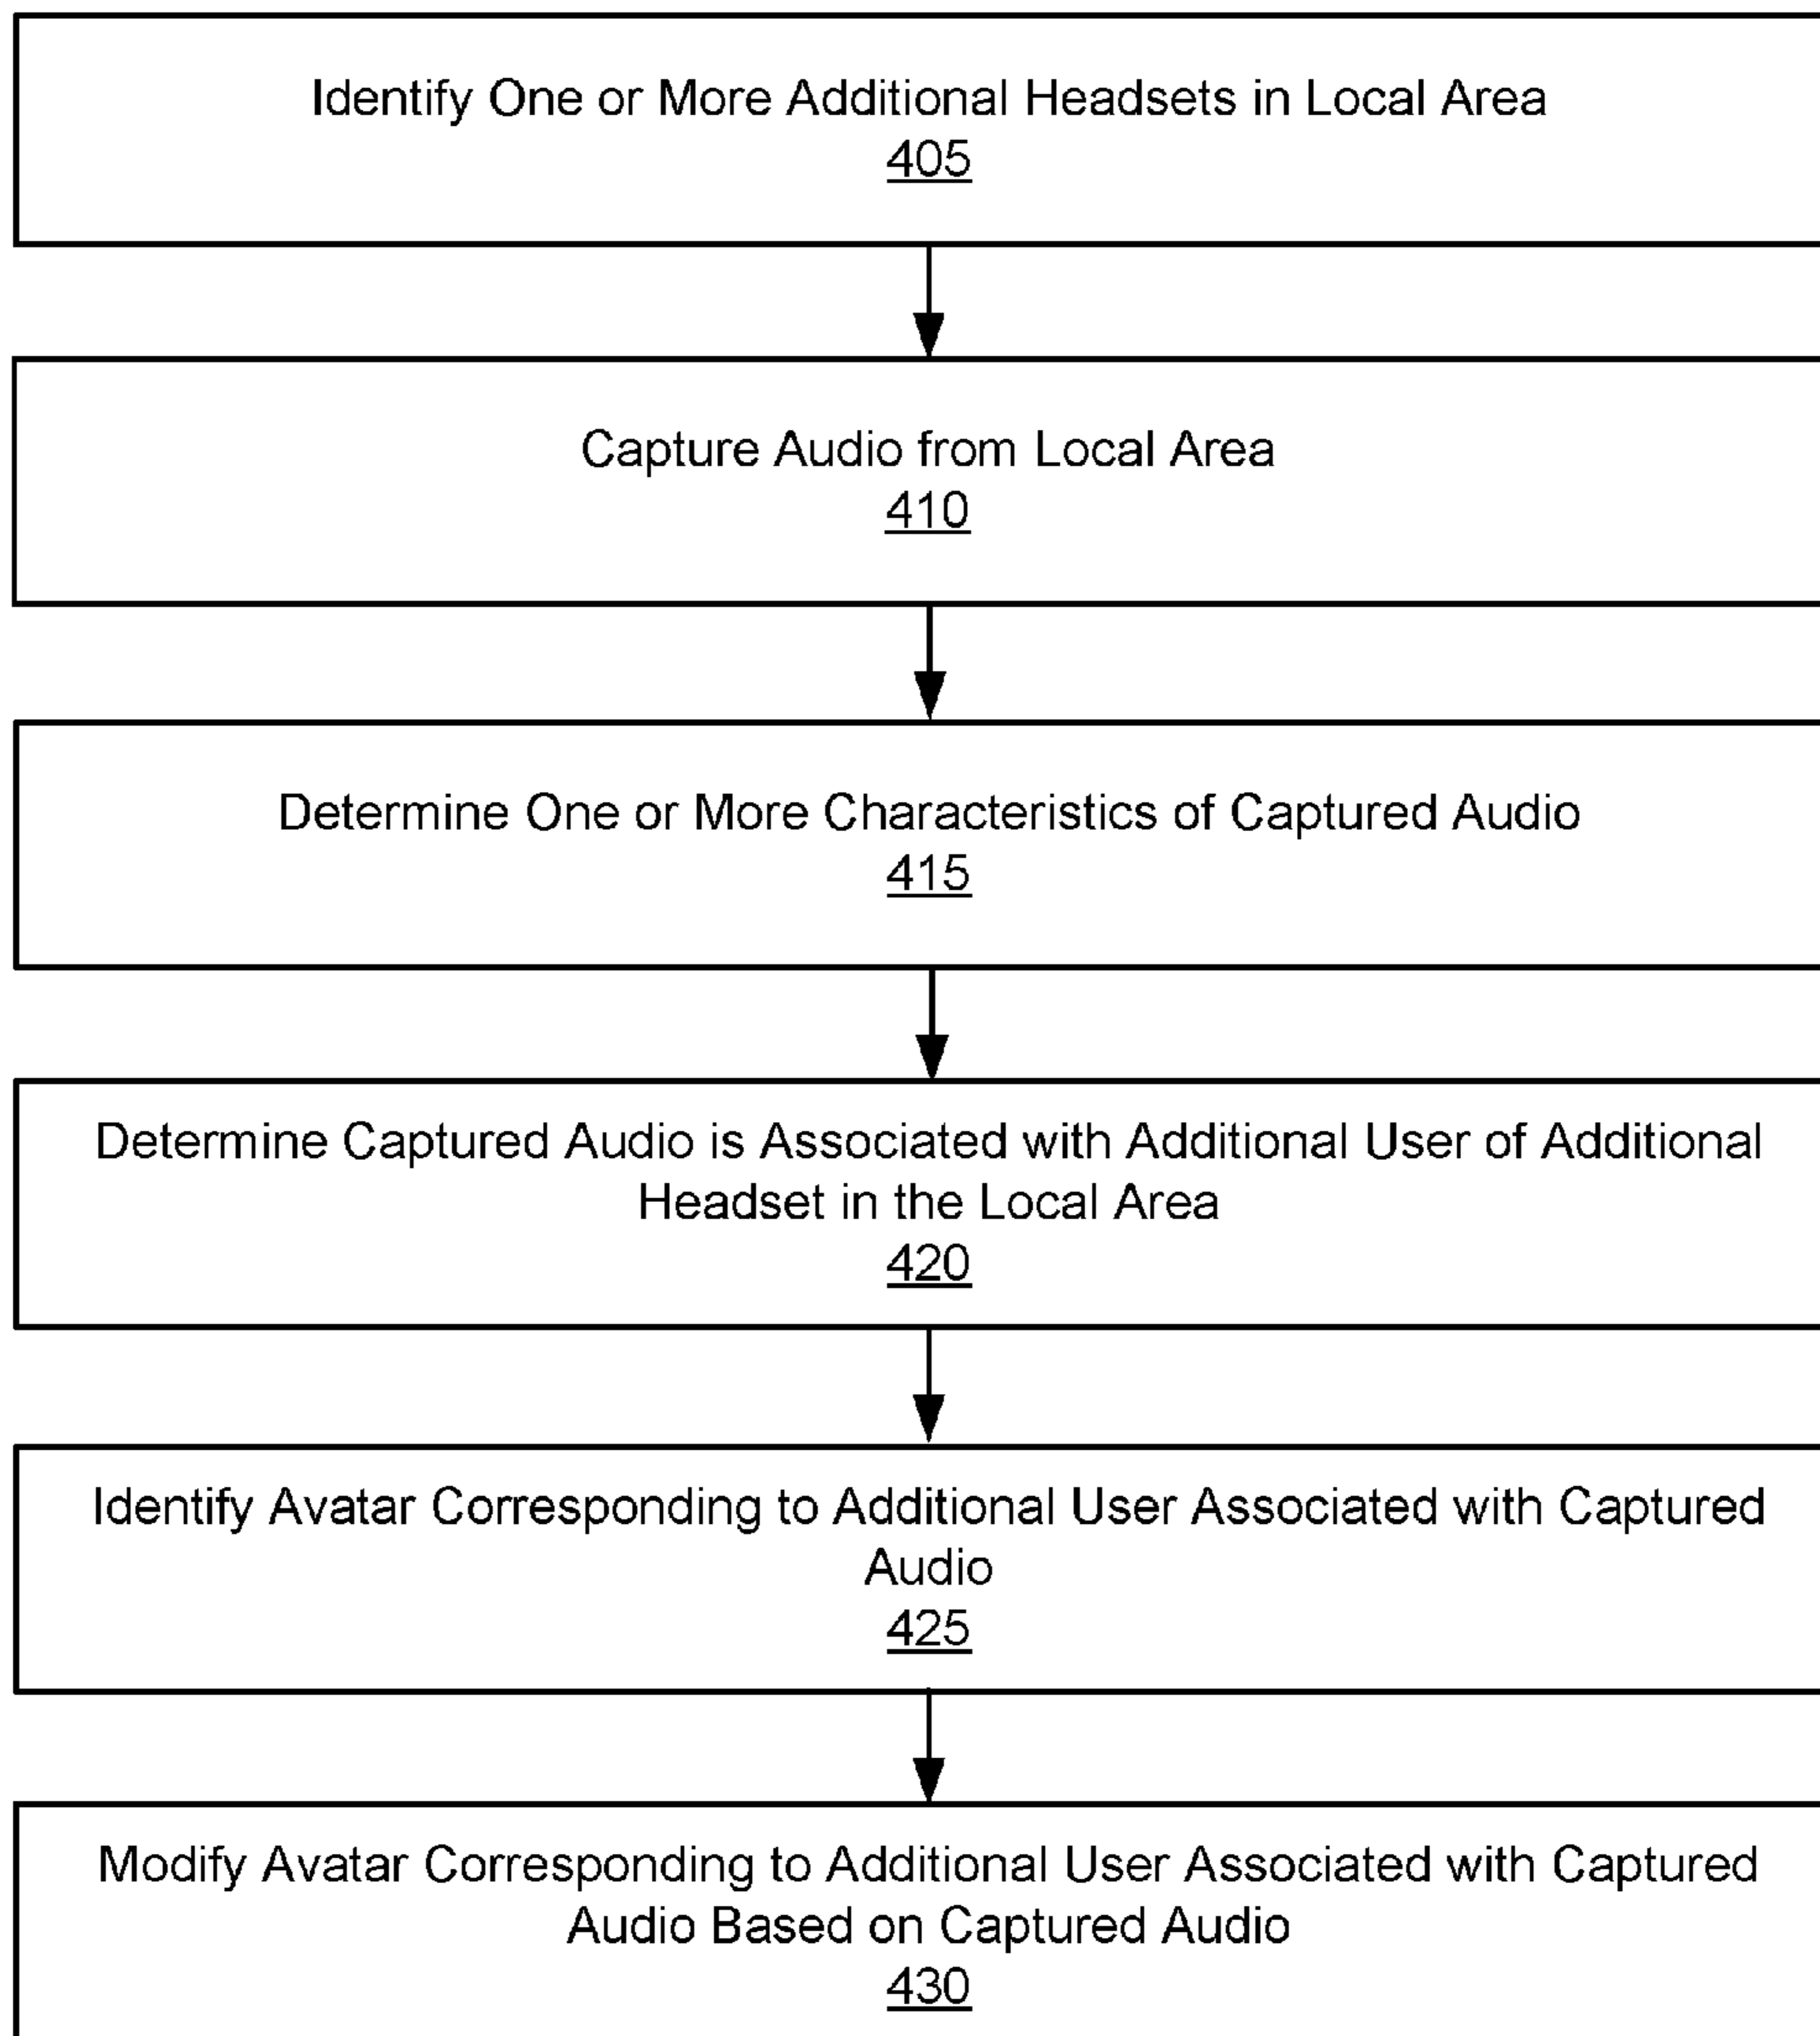 Identify One or More Additional Headsets in Local Area
405
Capture Audio from Local Area
410
Determine One or More Characteristics of Captured Audio
415
Determine Captured Audio is Associated with Additional User of Additional
Headset in the Local Area
420
Identify Avatar Corresponding to Additional User Associated with Captured
Audio
425
Modify Avatar Corresponding to Additional User Associated with Captured
Audio Based on Captured Audio
430